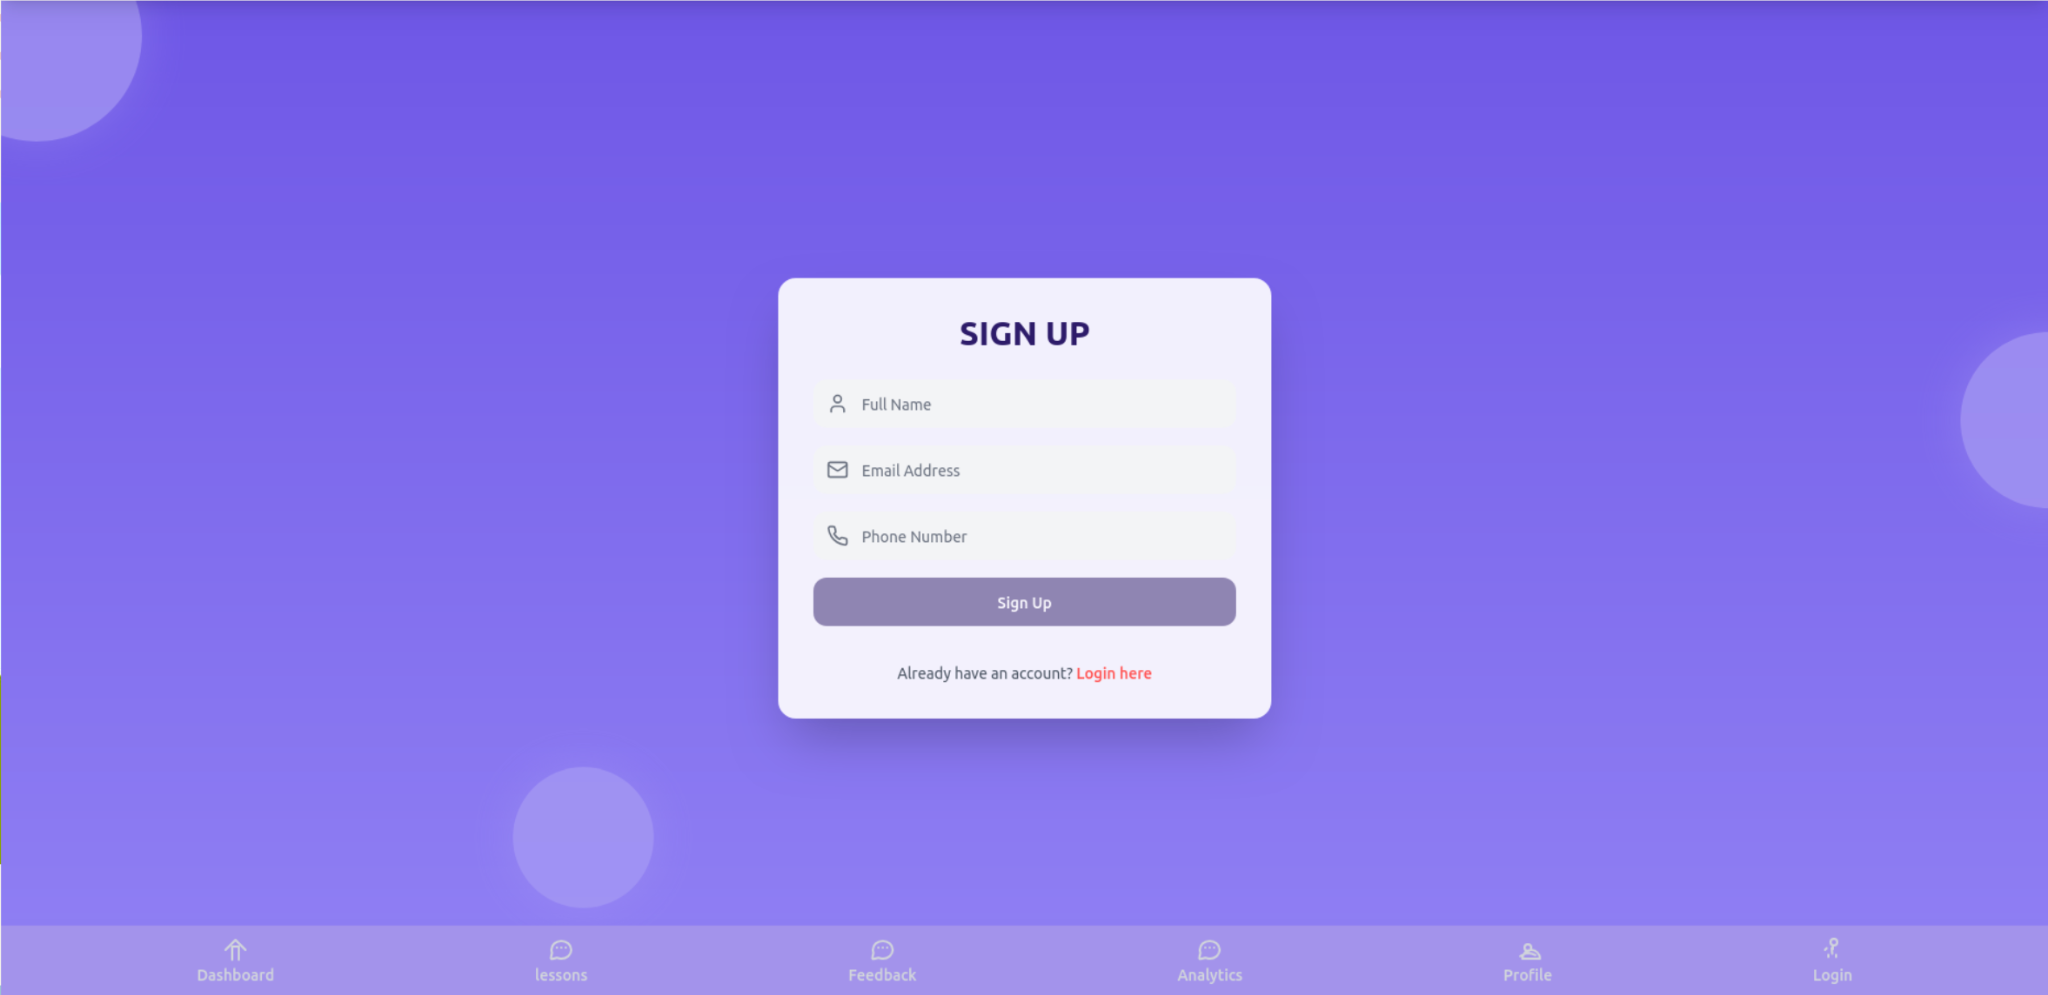 SIGN UP
Full Name
Email Address
Phone Number
Sign Up
Already have an account? Login here
Dashboard
lessons
Feedback
Analytics
Profile
Login